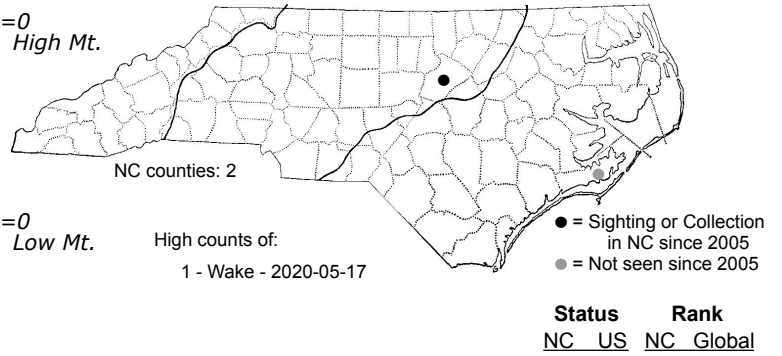 =0
High Mt.
NC counties: 2
=0
Low Mt.
High counts of:
1 - Wake - 2020-05-17
= Sighting or Collection
in NC since 2005
= Not seen since 2005
Status Rank
NC US NC Global